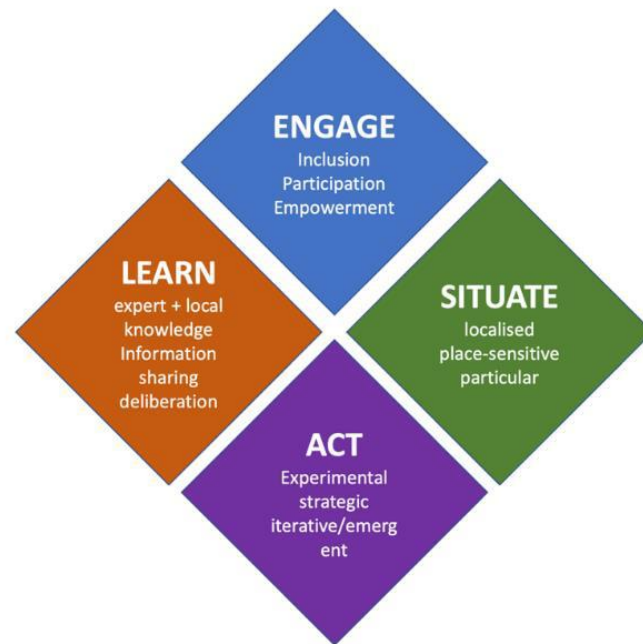 ENGAGE
Inclusion
Participation
Empowerment
LEARN
expert + local
knowledge
Information
sharing
deliberation
SITUATE
localised
place-sensitive
particular
ACT
Experimental
strategic
iterative/emerg
ent